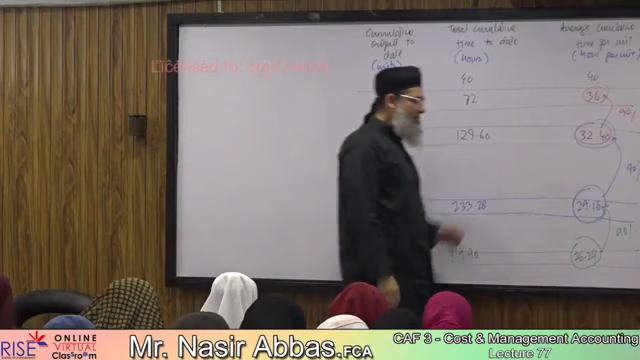 Cumulative Total cumulative Average cumulative
output to time to date time per unit
date (hours) (hour per unit)
(units)
40 40
72 36
129.60 32.40
90%
233.28 29.16
90%
26.24
Licensed to:
RISE ONLINE VIRTUAL Classroom
Mr. Nasir Abbas, FCA
CAF 3 - Cost & Management Accounting
Lecture 77